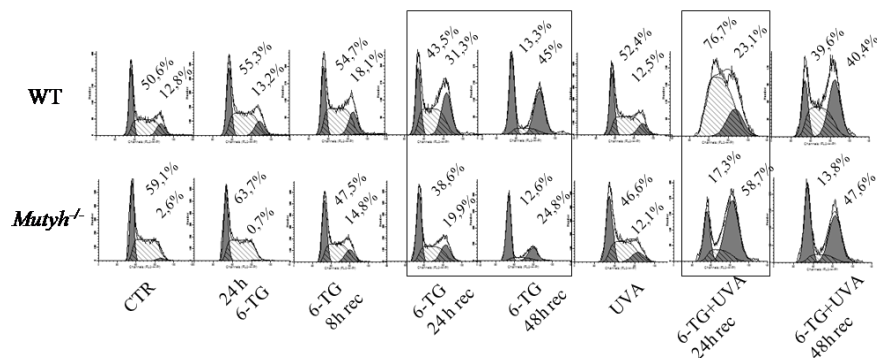 WT
50,6%
12,8%
55,3%
13,2%
54,7%
18,1%
43,5%
31,3%
13,3%
45%
52,4%
12,5%
76,7%
23,1%
39,6%
40,4%
Mutyh-/-
59,1%
2,6%
63,7%
0,7%
47,5%
14,8%
38,6%
19,9%
12,6%
24,8%
46,6%
12,1%
17,3%
58,7%
13,8%
47,6%
CTR
24h
6-TG
6-TG
8h rec
6-TG
24h rec
6-TG
48h rec
UVA
6-TG+UVA
24h rec
6-TG+UVA
48h rec